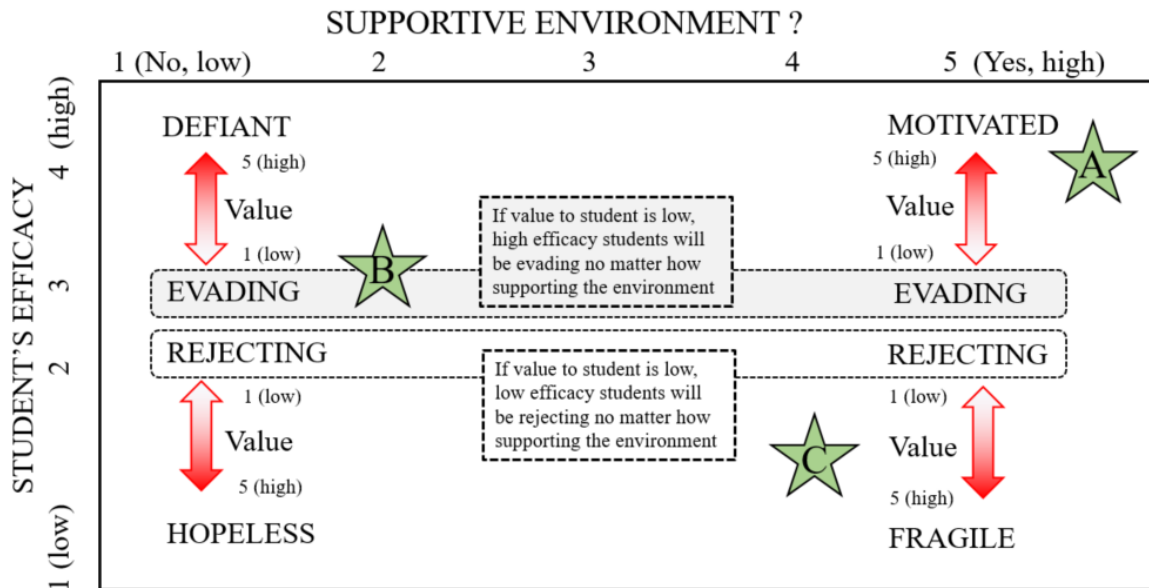 SUPPORTIVE ENVIRONMENT ?
1 (No, low) 2 3 4 5 (Yes, high)
STUDENT'S EFFICACY
1 (low) 2 3 4 (high)
DEFIANT
5 (high)
Value
1 (low)
MOTIVATED
5 (high)
Value
1 (low)
A
B
If value to student is low,
high efficacy students will
be evading no matter how
supporting the environment
EVADING
EVADING
REJECTING
REJECTING
If value to student is low,
low efficacy students will
be rejecting no matter how
supporting the environment
1 (low)
Value
5 (high)
HOPELESS
C
1 (low)
Value
5 (high)
FRAGILE